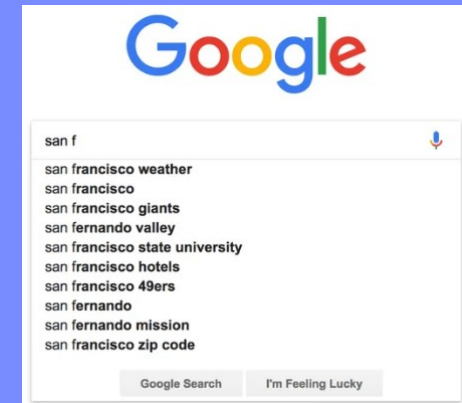 Google
san f
san francisco weather
san francisco
san francisco giants
san fernando valley
san francisco state university
san francisco hotels
san francisco 49ers
san fernando
san fernando mission
san francisco zip code
Google Search I'm Feeling Lucky